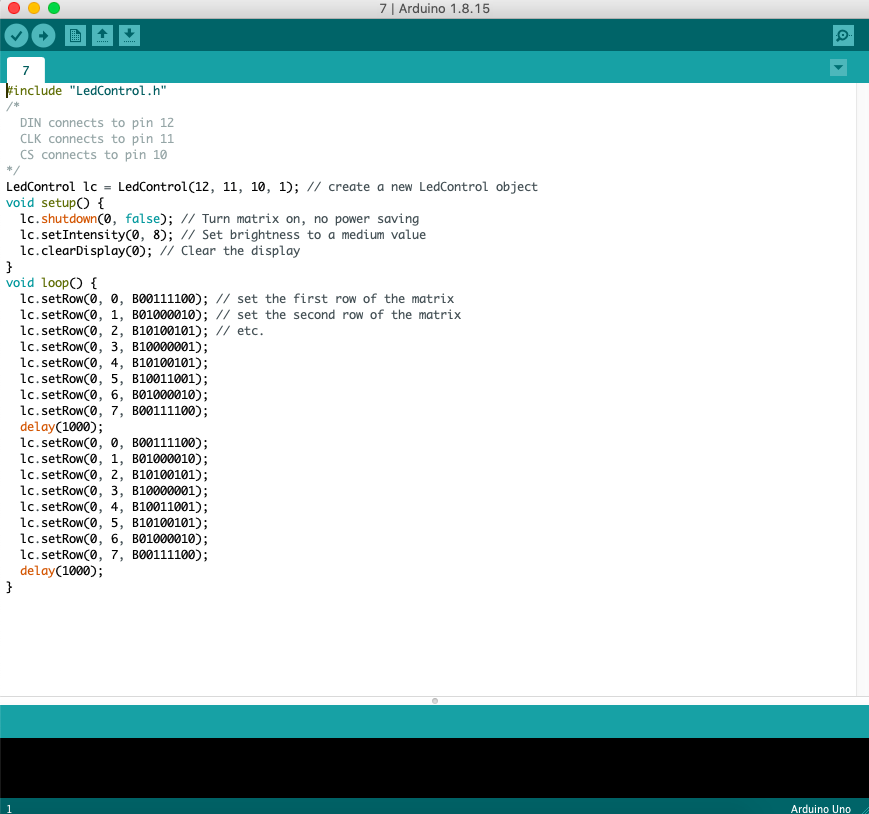 7 | Arduino 1.8.15
7
#include "LedControl.h"
/*
  DIN connects to pin 12
  CLK connects to pin 11
  CS connects to pin 10
*/
LedControl lc = LedControl(12, 11, 10, 1); // create a new LedControl object
void setup() {
  lc.shutdown(0, false); // Turn matrix on, no power saving
  lc.setIntensity(0, 8); // Set brightness to a medium value
  lc.clearDisplay(0); // Clear the display
}
void loop() {
  lc.setRow(0, 0, B00111100); // set the first row of the matrix
  lc.setRow(0, 1, B01000010); // set the second row of the matrix
  lc.setRow(0, 2, B10100101); // etc.
  lc.setRow(0, 3, B10000001);
  lc.setRow(0, 4, B10100101);
  lc.setRow(0, 5, B10011001);
  lc.setRow(0, 6, B01000010);
  lc.setRow(0, 7, B00111100);
  delay(1000);
  lc.setRow(0, 0, B00111100);
  lc.setRow(0, 1, B01000010);
  lc.setRow(0, 2, B10100101);
  lc.setRow(0, 3, B10000001);
  lc.setRow(0, 4, B10011001);
  lc.setRow(0, 5, B10100101);
  lc.setRow(0, 6, B01000010);
  lc.setRow(0, 7, B00111100);
  delay(1000);
}
1 Arduino Uno